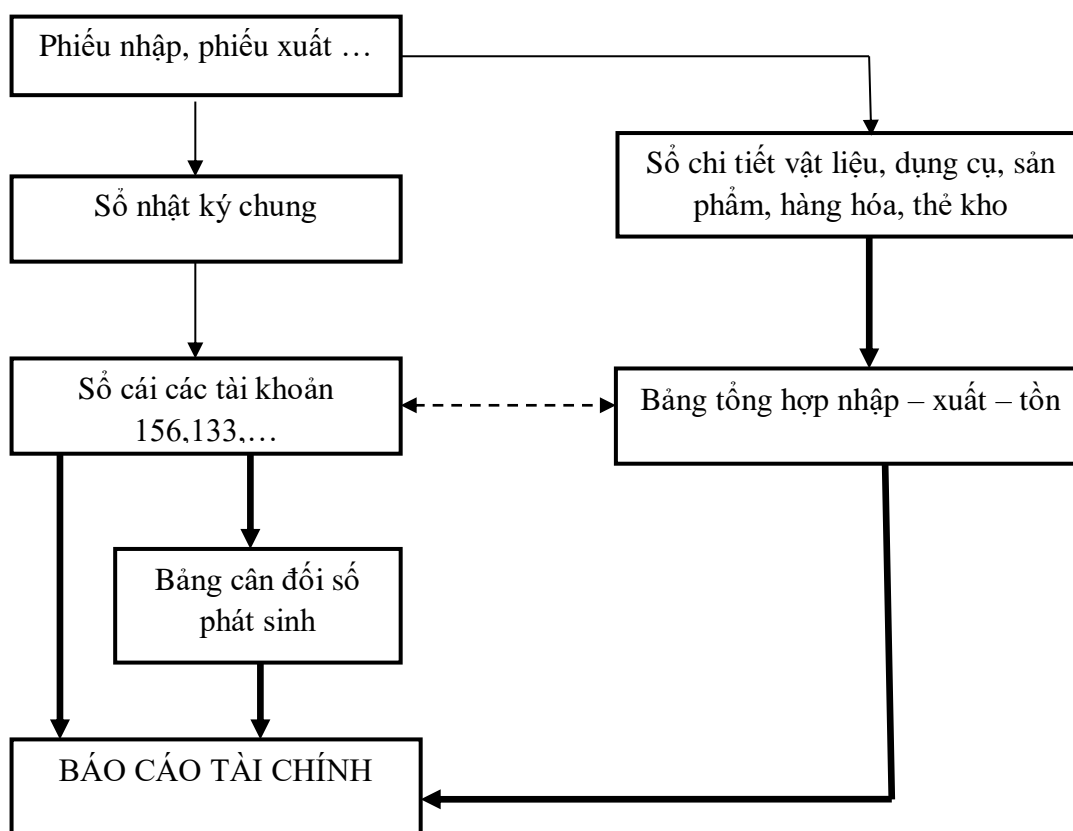 Phiếu nhập, phiếu xuất …
Sổ chi tiết vật liệu, dụng cụ, sản
phẩm, hàng hóa, thẻ kho
Sổ nhật ký chung
Sổ cái các tài khoản
156,133,…
Bảng tổng hợp nhập – xuất – tồn
Bảng cân đối số
phát sinh
BÁO CÁO TÀI CHÍNH